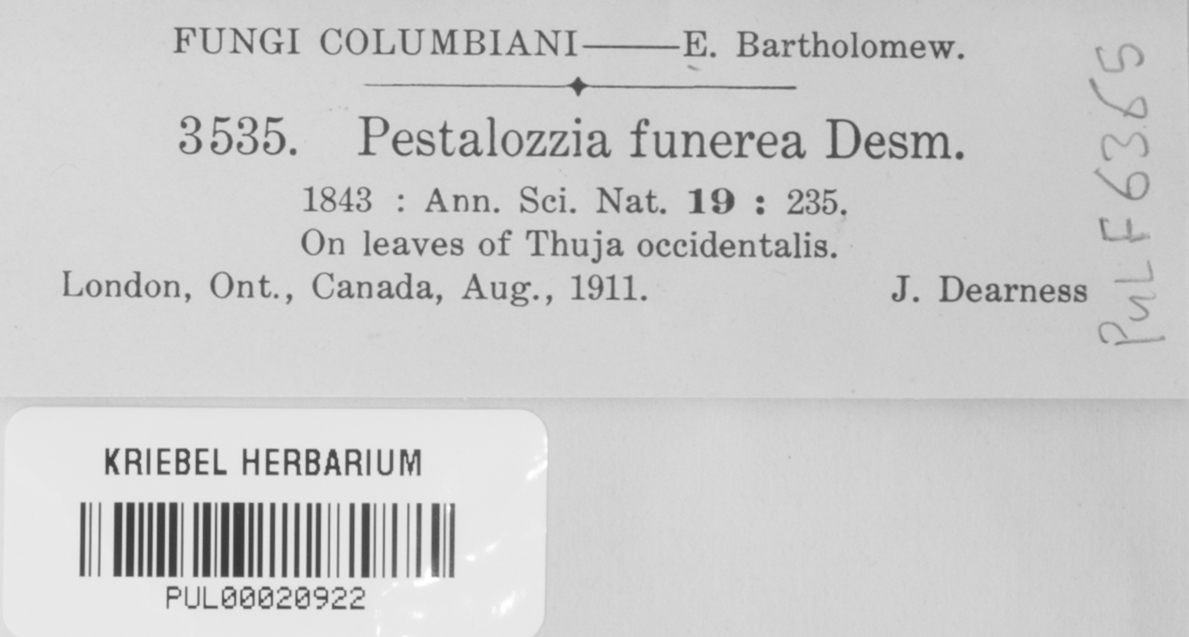 FUNGI COLUMBIANI——E. Bartholomew.
3535. Pestalozzia funerea Desm.
1843 : Ann. Sci. Nat. 19 : 235.
On leaves of Thuja occidentalis.
London, Ont., Canada, Aug., 1911. J. Dearness
PUL F6365
KRIEBEL HERBARIUM
PUL00020922